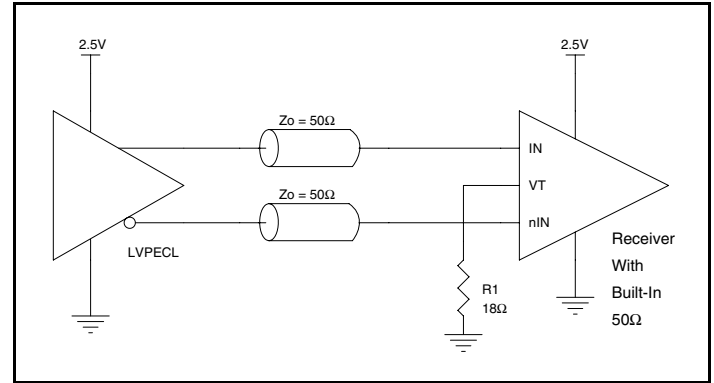 2.5V
2.5V
Zo = 50Ω
IN
VT
Zo = 50Ω
nIN
LVPECL
Receiver
With
Built-In
50Ω
R1
18Ω